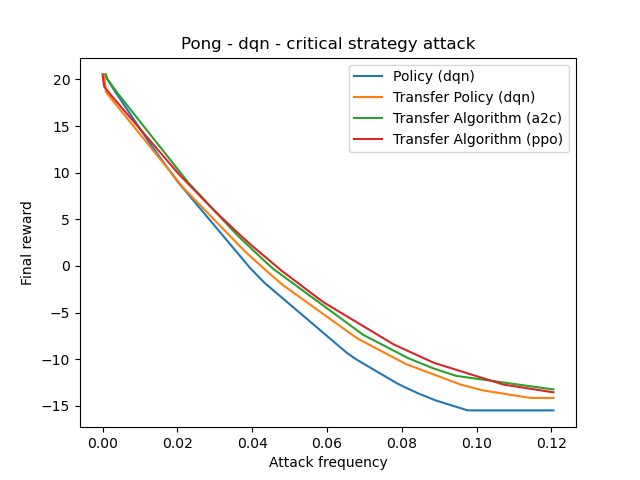 Pong - dqn - critical strategy attack
Policy (dqn)
Transfer Policy (dqn)
Transfer Algorithm (a2c)
Transfer Algorithm (ppo)
Final reward
20
15
10
5
0
−5
−10
−15
0.00 0.02 0.04 0.06 0.08 0.10 0.12
Attack frequency